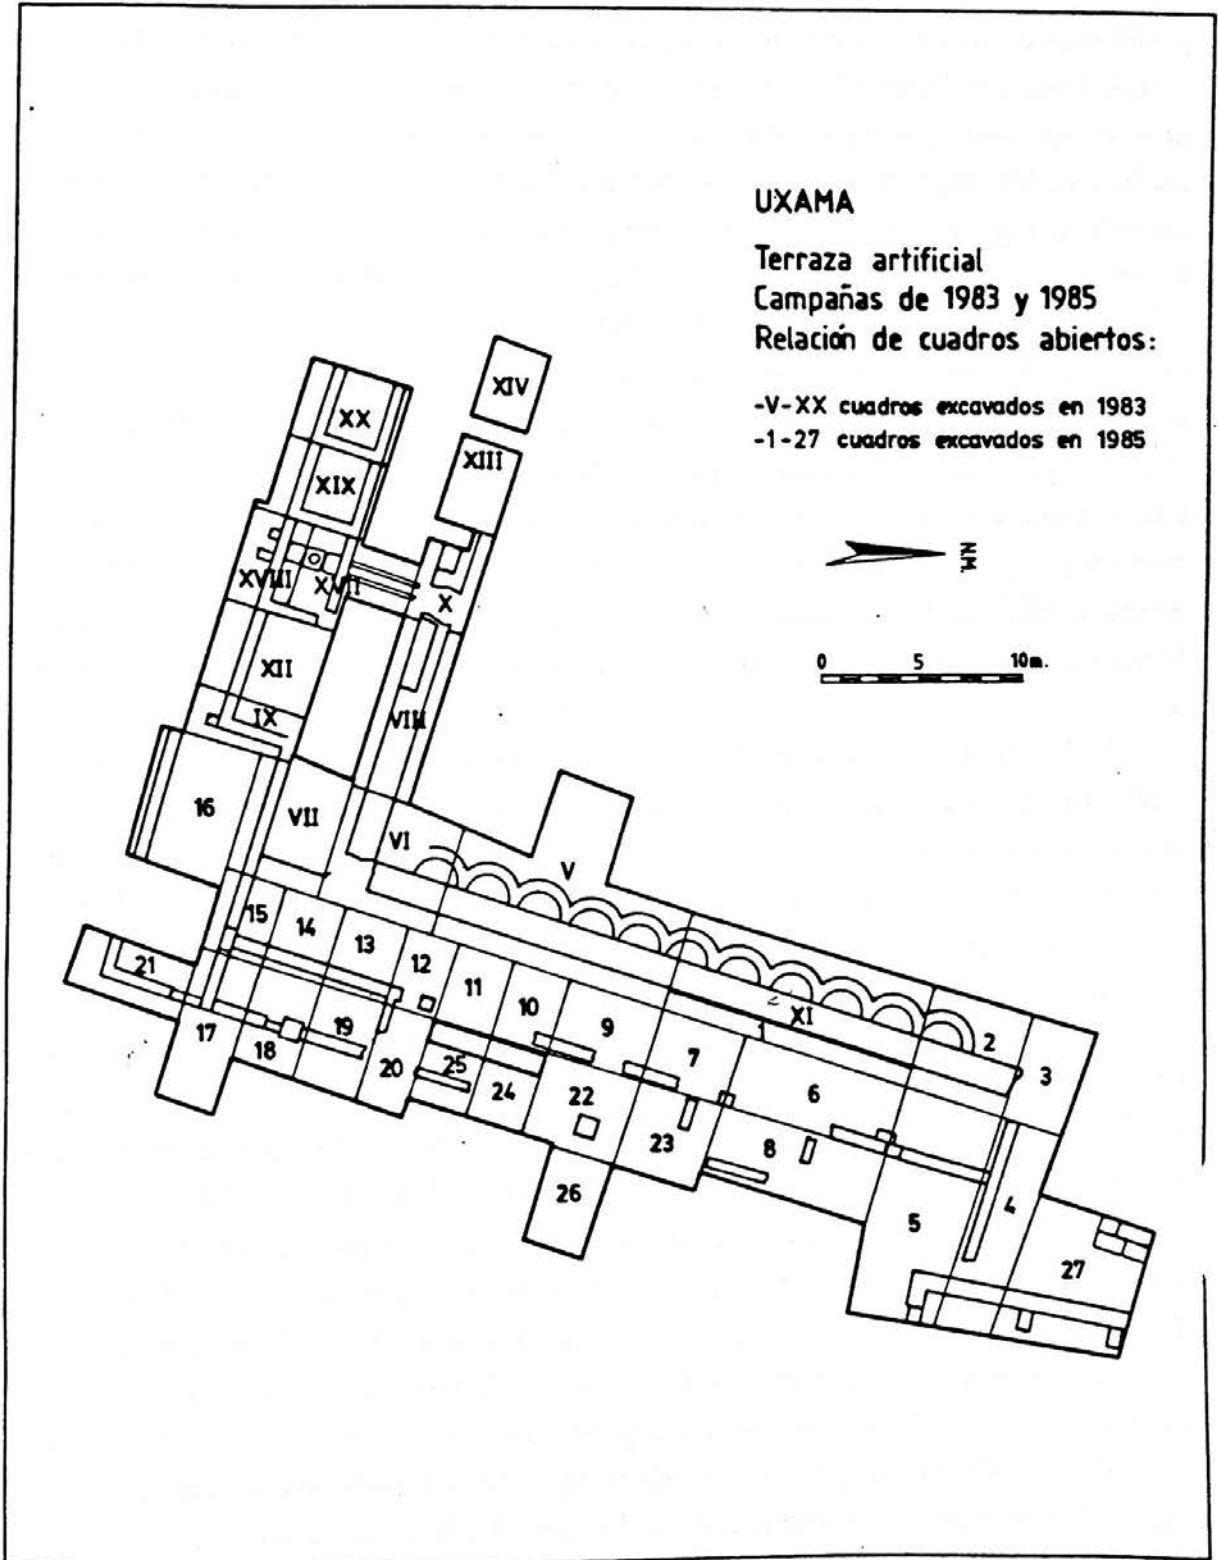 UXAMA
Terraza artificial
Campañas de 1983 y 1985
Relación de cuadros abiertos:
-V-XX cuadros excavados en 1983
-1-27 cuadros excavados en 1985
N.M.
0 5 10m.
XIV
XX
XIII
XIX
XVIII
XVII
X
XII
IX
VIII
16
VII
VI
V
15
14
13
12
11
10
9
7
1
XI
2
3
6
21
17
18
19
20
25
24
22
23
8
26
5
4
27